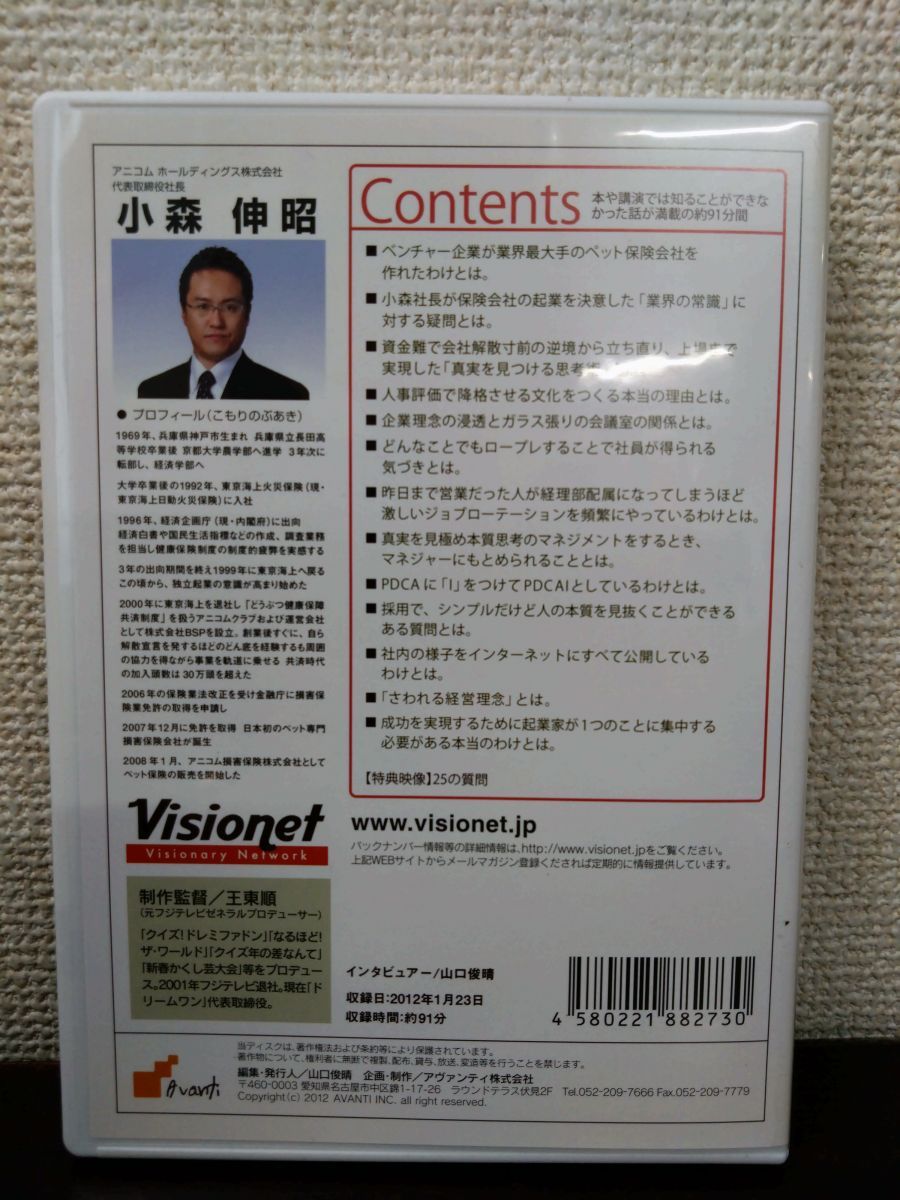 アニコム ホールディングス株式会社
代表取締役社長
小森 伸昭
● プロフィール（こもりのぶあき）
1969年、兵庫県神戸市生まれ 兵庫県立長田高
等学校卒業後 京都大学農学部へ進学 3年次に
転部し、経済学部へ
大学卒業後の1992年、東京海上火災保険（現・
東京海上日動火災保険）に入社
1996年、経済企画庁（現・内閣府）に出向
経済白書や国民生活指標などの作成、調査業務
を担当し健康保険制度の制度的疲弊を実感する
3年の出向期間を終え1999年に東京海上へ戻る
この頃から、独立起業の意識が高まり始めた
2000年に東京海上を退社し「どうぶつ健康保障
共済制度」を扱うアニコムクラブおよび運営会社
として株式会社BSPを設立。創業後すぐに、自ら
解散宣言を発するほどのどん底を経験するも周囲
の協力を得ながら事業を軌道に乗せる 共済時代
の加入頭数は30万頭を超えた
2006年の保険業法改正を受け金融庁に損害保
険業免許の取得を申請し
2007年12月に免許を取得 日本初のペット専門
損害保険会社が誕生
2008年1月、アニコム損害保険株式会社として
ペット保険の販売を開始した
Visionet
Visionary Network
制作監督／王東順
（元フジテレビゼネラルプロデューサー）
「クイズ!ドレミファドン」「なるほど!
ザ・ワールド」「クイズ年の差なんて」
「新春かくし芸大会」等をプロデュー
ス。2001年フジテレビ退社。現在「ド
リームワン」代表取締役。
Contents
本や講演では知ることができな
かった話が満載の約91分間
■ ベンチャー企業が業界最大手のペット保険会社を
作れたわけとは。
■ 小森社長が保険会社の起業を決意した「業界の常識」に
対する疑問とは。
■ 資金難で会社解散寸前の逆境から立ち直り、上場まで
実現した「真実を見つける思考
■ 人事評価で降格させる文化をつくる本当の理由とは。
■ 企業理念の浸透とガラス張りの会議室の関係とは。
■ どんなことでもロープレすることで社員が得られる
気づきとは。
■ 昨日まで営業だった人が経理部配属になってしまうほど
激しいジョブローテーションを頻繁にやっているわけとは。
■ 真実を見極め本質思考のマネジメントをするとき、
マネジャーにもとめられることとは。
■ PDCAに「I」をつけてPDCAIとしているわけとは。
■ 採用で、シンプルだけど人の本質を見抜くことができる
ある質問とは。
■ 社内の様子をインターネットにすべて公開している
わけとは。
■ 「さわれる経営理念」とは。
■ 成功を実現するために起業家が1つのことに集中する
必要がある本当のわけとは。
【特典映像】25の質問
www.visionet.jp
バックナンバー情報等の詳細情報は、http://www.visionet.jpをご覧ください。
上記WEBサイトからメールマガジン登録くだされば定期的に情報提供しています。
インタビュアー/山口俊晴
収録日：2012年1月23日
収録時間：約91分
4 580221 882730
Avanti
当ディスクは、著作権法および条約等により保護されています。
著作物について、権利者に無断で複製、配布、貸与、放送、変造等を行うことを禁じます。
編集・発行人／山口俊晴 企画・制作／アヴァンティ株式会社
〒460-0003 愛知県名古屋市中区錦1-17-26 ラウンドテラス伏見2F Tel.052-209-7666 Fax.052-209-7779
Copyright(c) 2012 AVANTI INC. all right reserved.